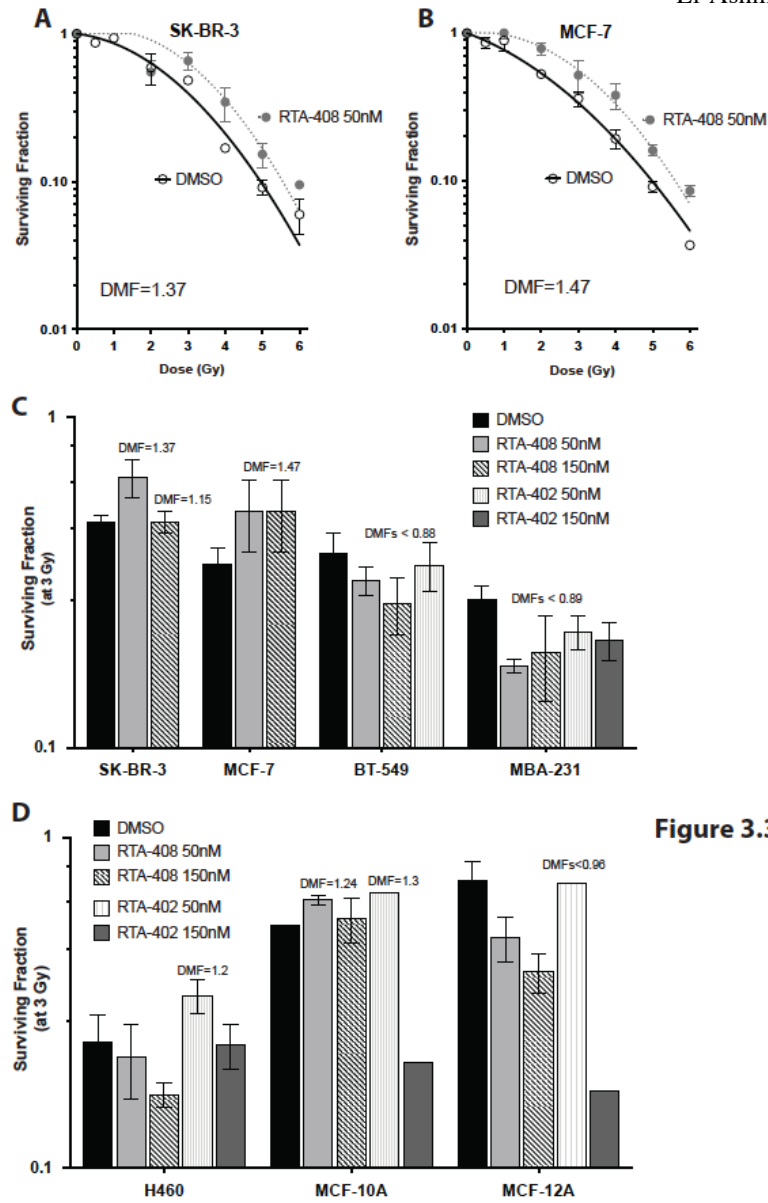 A
SK-BR-3
1
0.10
0.01
Surviving Fraction
RTA-408 50nM
DMSO
DMF=1.37
0 1 2 3 4 5 6
Dose (Gy)
B
MCF-7
1
0.10
0.01
Surviving Fraction
RTA-408 50nM
DMSO
DMF=1.47
0 1 2 3 4 5 6
Dose (Gy)
C
1
0.1
Surviving Fraction
(at 3 Gy)
DMF=1.37
DMF=1.15
DMF=1.47
DMFs < 0.88
DMFs < 0.89
DMSO
RTA-408 50nM
RTA-408 150nM
RTA-402 50nM
RTA-402 150nM
SK-BR-3 MCF-7 BT-549 MBA-231
D
1
0.1
Surviving Fraction
(at 3 Gy)
DMSO
RTA-408 50nM
RTA-408 150nM
RTA-402 50nM
RTA-402 150nM
DMF=1.2
DMF=1.24
DMF=1.3
DMFs<0.96
H460 MCF-10A MCF-12A
Figure 3.3